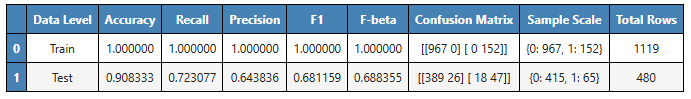 Data Level Accuracy Recall Precision F1 F-beta Confusion Matrix Sample Scale Total Rows
0 Train 1.000000 1.000000 1.000000 1.000000 1.000000 [[967 0] [ 0 152]] {0: 967, 1: 152} 1119
1 Test 0.908333 0.723077 0.643836 0.681159 0.688355 [[389 26] [ 18 47]] {0: 415, 1: 65} 480